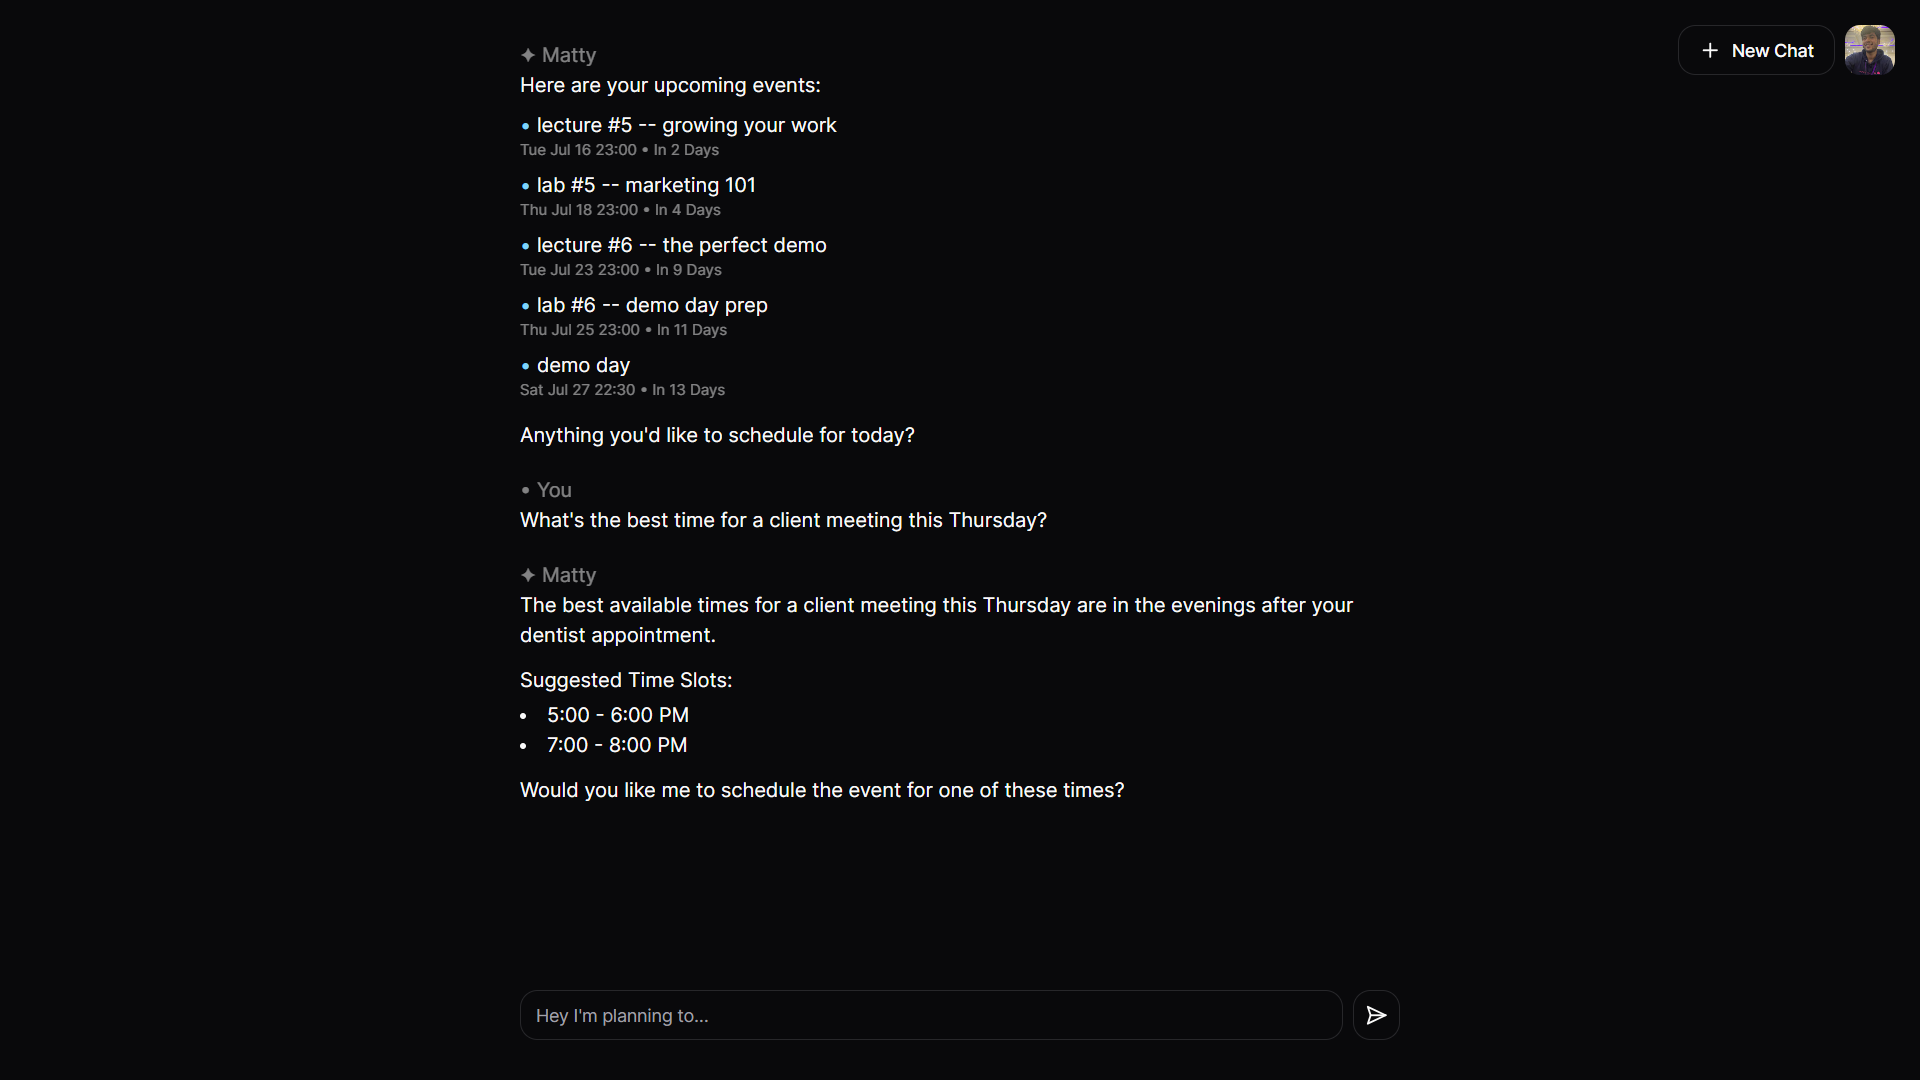 ✦ Matty
Here are your upcoming events:
• lecture #5 -- growing your work
Tue Jul 16 23:00 • In 2 Days
• lab #5 -- marketing 101
Thu Jul 18 23:00 • In 4 Days
• lecture #6 -- the perfect demo
Tue Jul 23 23:00 • In 9 Days
• lab #6 -- demo day prep
Thu Jul 25 23:00 • In 11 Days
• demo day
Sat Jul 27 22:30 • In 13 Days
Anything you'd like to schedule for today?
• You
What's the best time for a client meeting this Thursday?
✦ Matty
The best available times for a client meeting this Thursday are in the evenings after your
dentist appointment.
Suggested Time Slots:
• 5:00 - 6:00 PM
• 7:00 - 8:00 PM
Would you like me to schedule the event for one of these times?
Hey I'm planning to...
+ New Chat